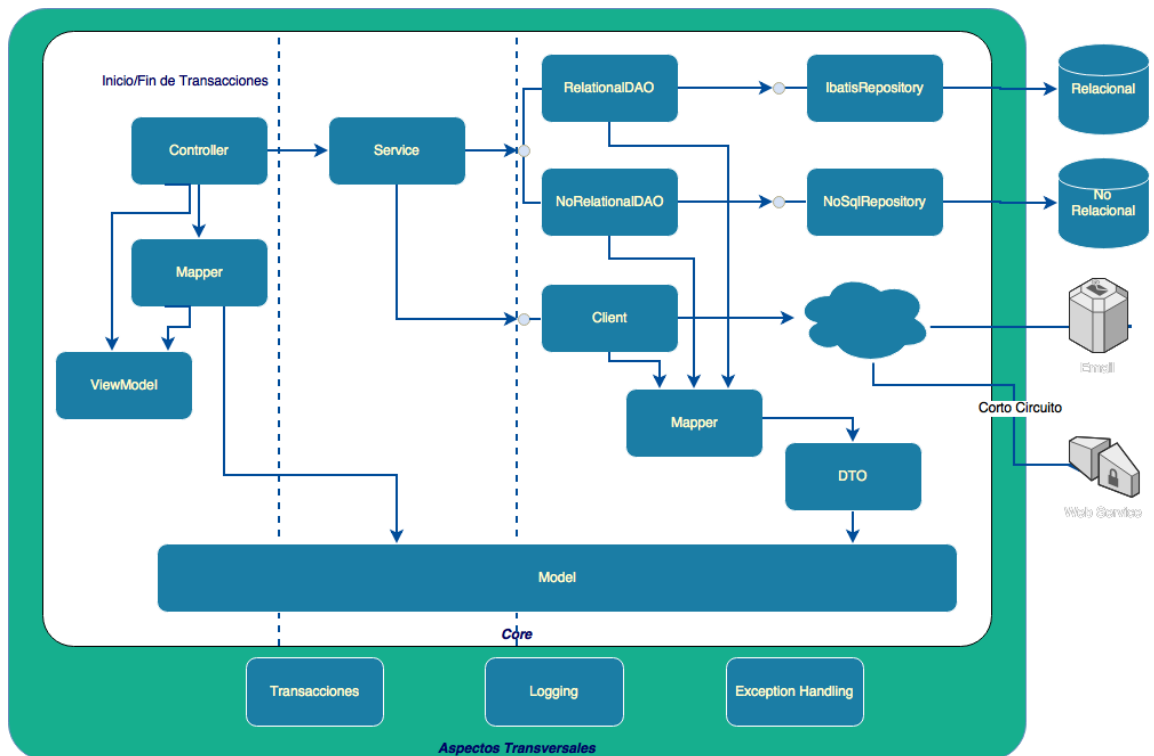 Inicio/Fin de Transacciones
RelationalDAO
IbatisRepository
Relacional
Controller
Service
NoRelationalDAO
NoSqlRepository
No
Relacional
Mapper
Client
Email
ViewModel
Corto Circuito
Mapper
DTO
Web Service
Model
Core
Transacciones
Logging
Exception Handling
Aspectos Transversales